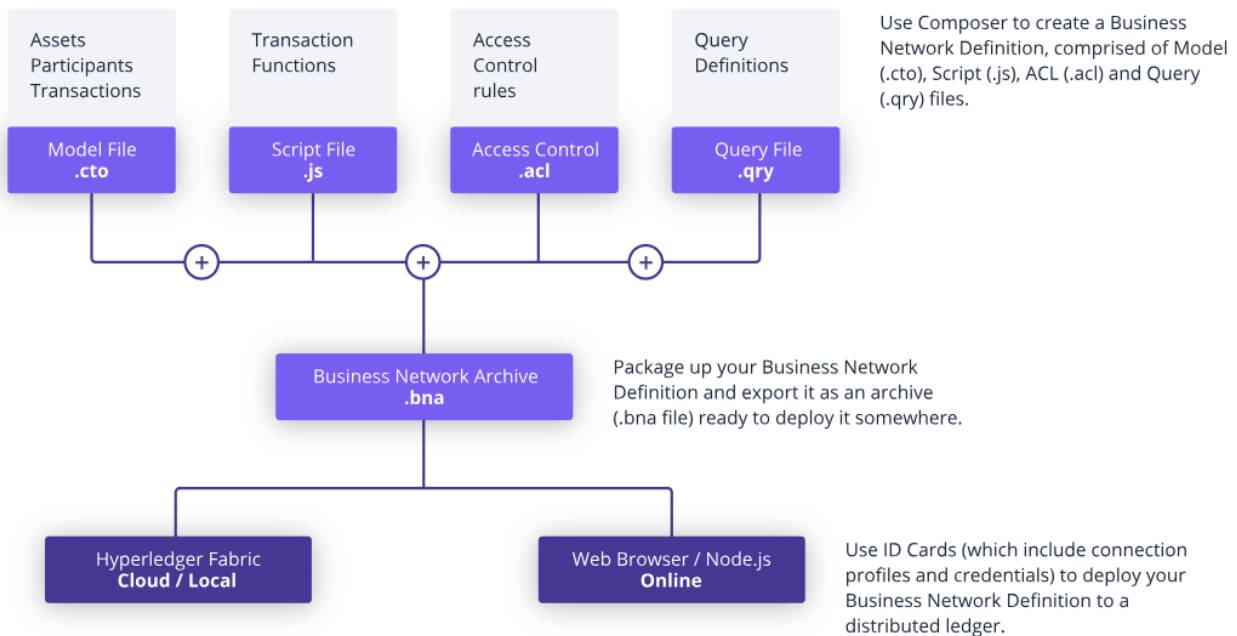 Assets
Participants
Transactions
Model File
.cto
Transaction
Functions
Script File
.js
Access
Control
rules
Access Control
.acl
Query
Definitions
Query File
.qry
Use Composer to create a Business
Network Definition, comprised of Model
(.cto), Script (.js), ACL (.acl) and Query
(.qry) files.
+
+
+
Business Network Archive
.bna
Package up your Business Network
Definition and export it as an archive
(.bna file) ready to deploy it somewhere.
Hyperledger Fabric
Cloud / Local
Web Browser / Node.js
Online
Use ID Cards (which include connection
profiles and credentials) to deploy your
Business Network Definition to a
distributed ledger.